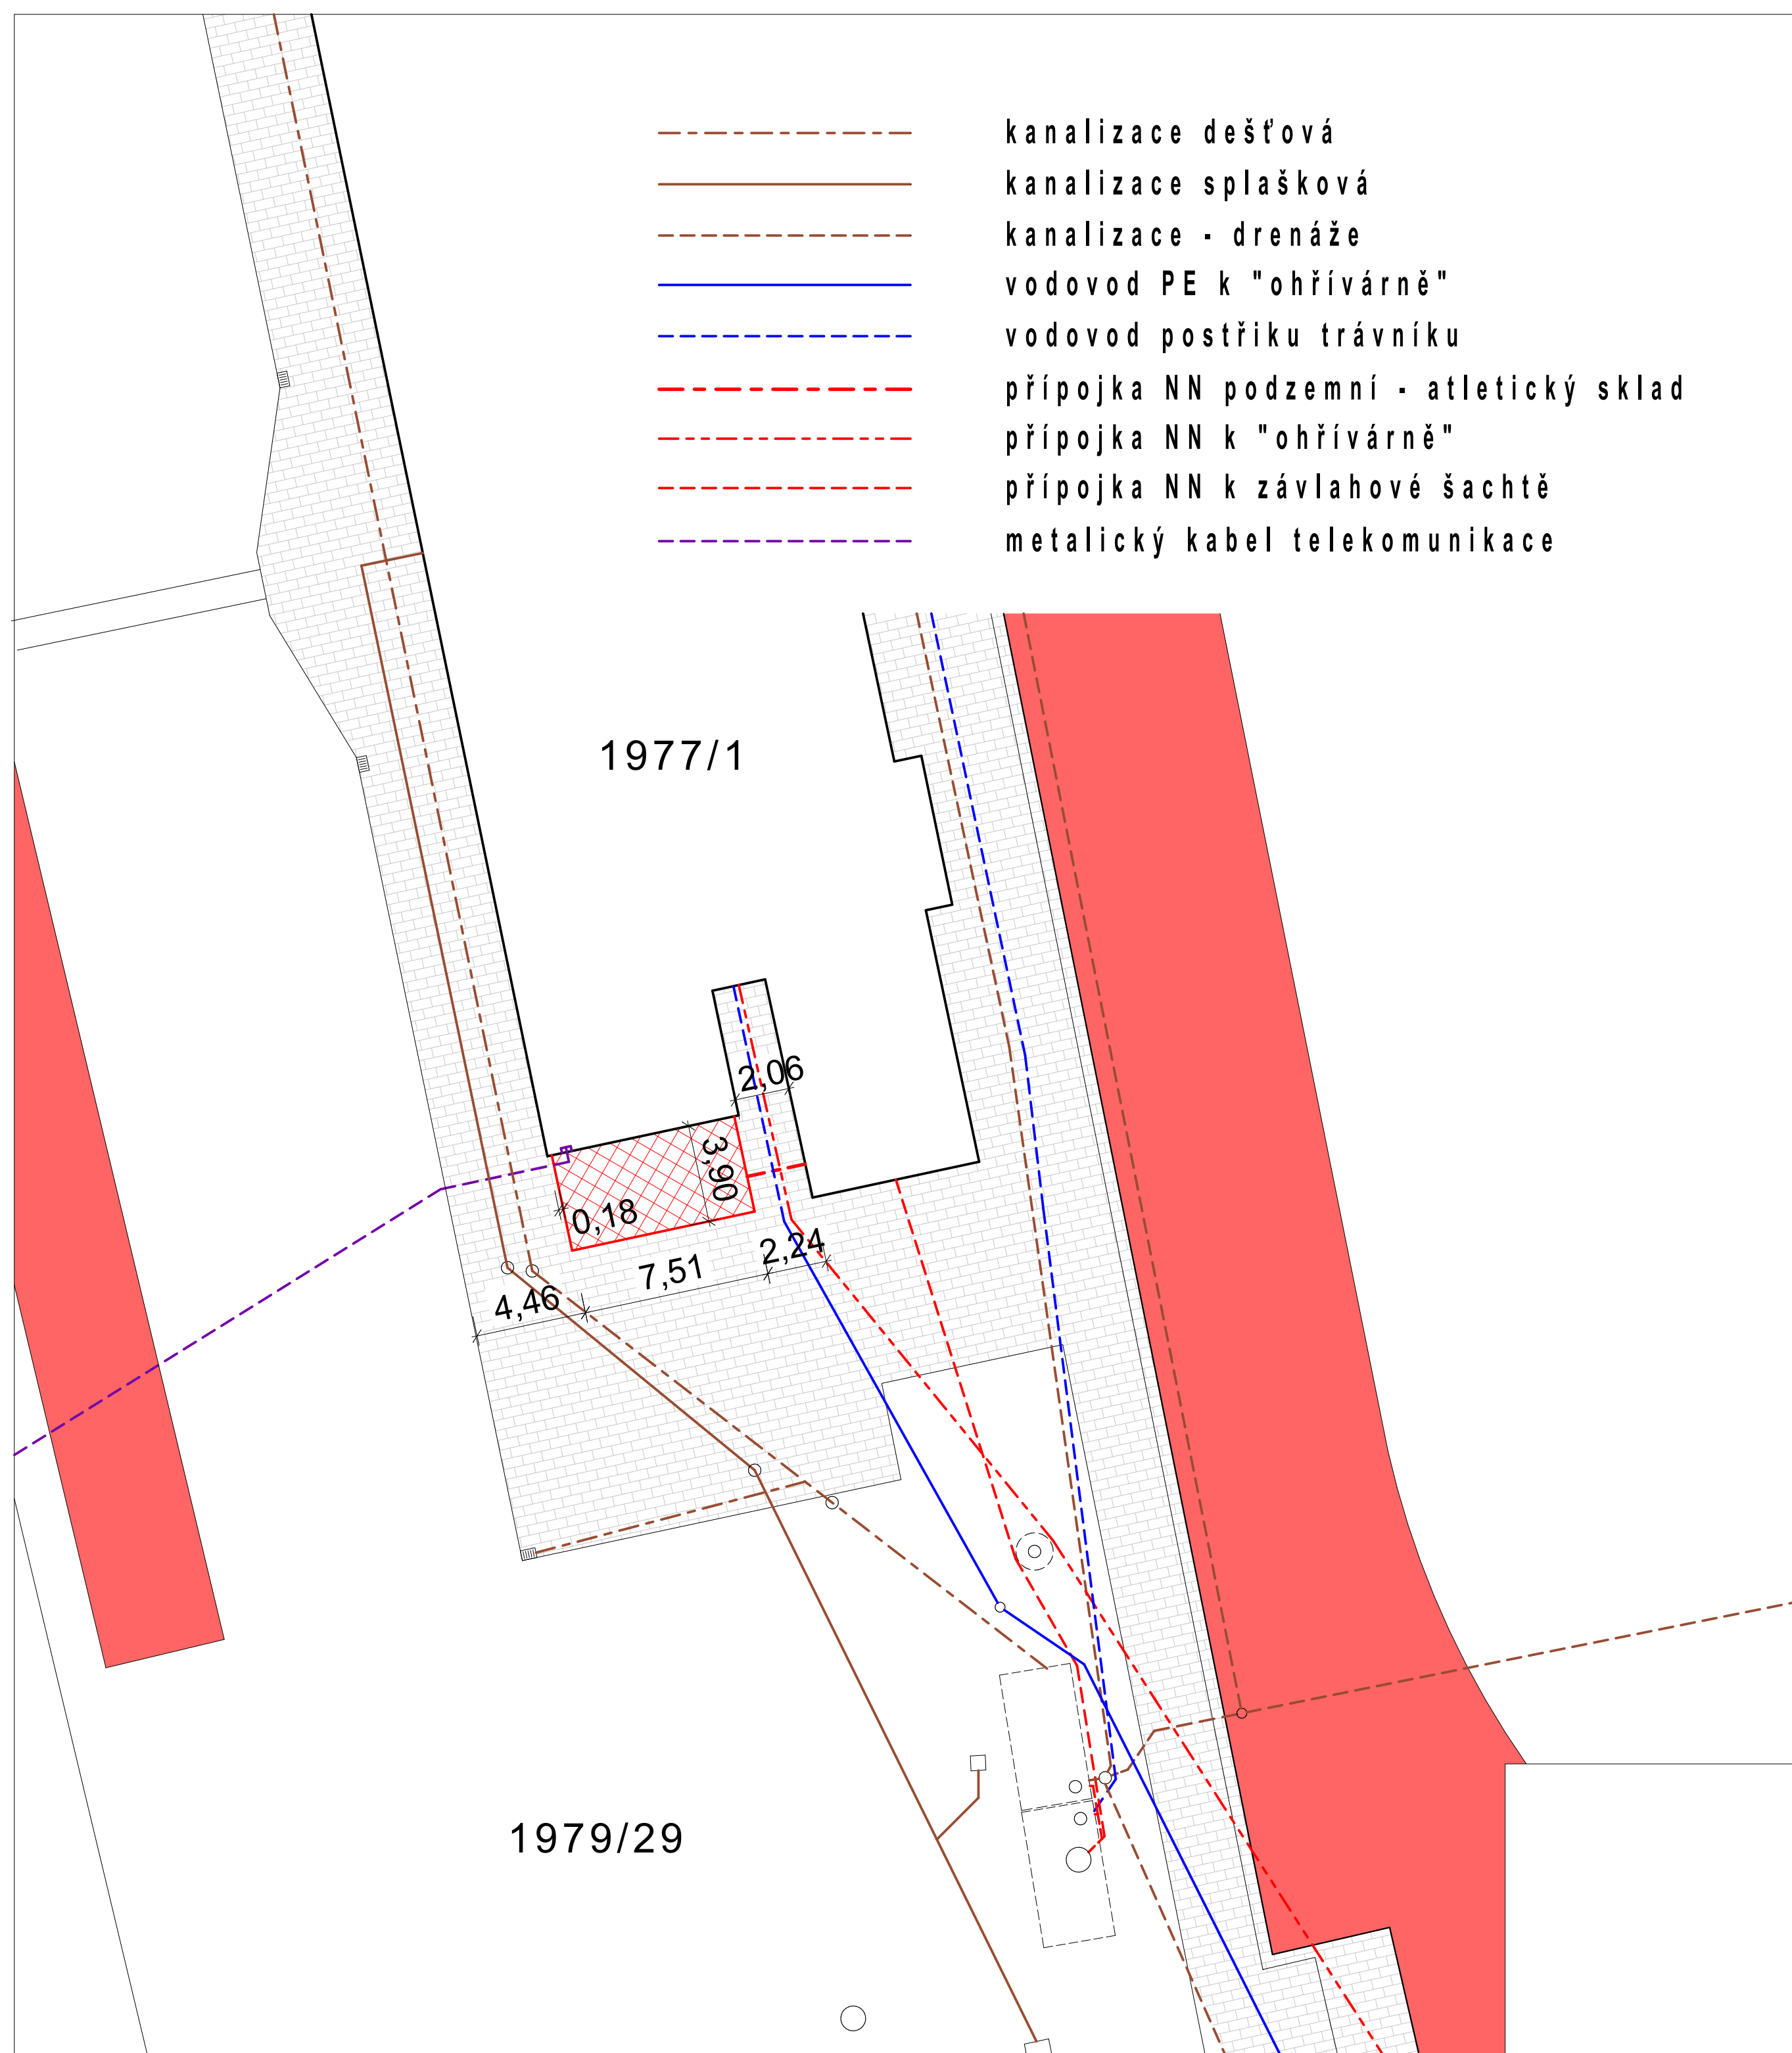 kanalizace dešťová
kanalizace splašková
kanalizace - drenáže
vodovod PE k "ohřívárně"
vodovod postřiku trávníku
přípojka NN podzemní - atletický sklad
přípojka NN k "ohřívárně"
přípojka NN k závlahové šachtě
metalický kabel telekomunikace
1977/1
2,06
3,90
0,18
2,24
7,51
4,46
1979/29